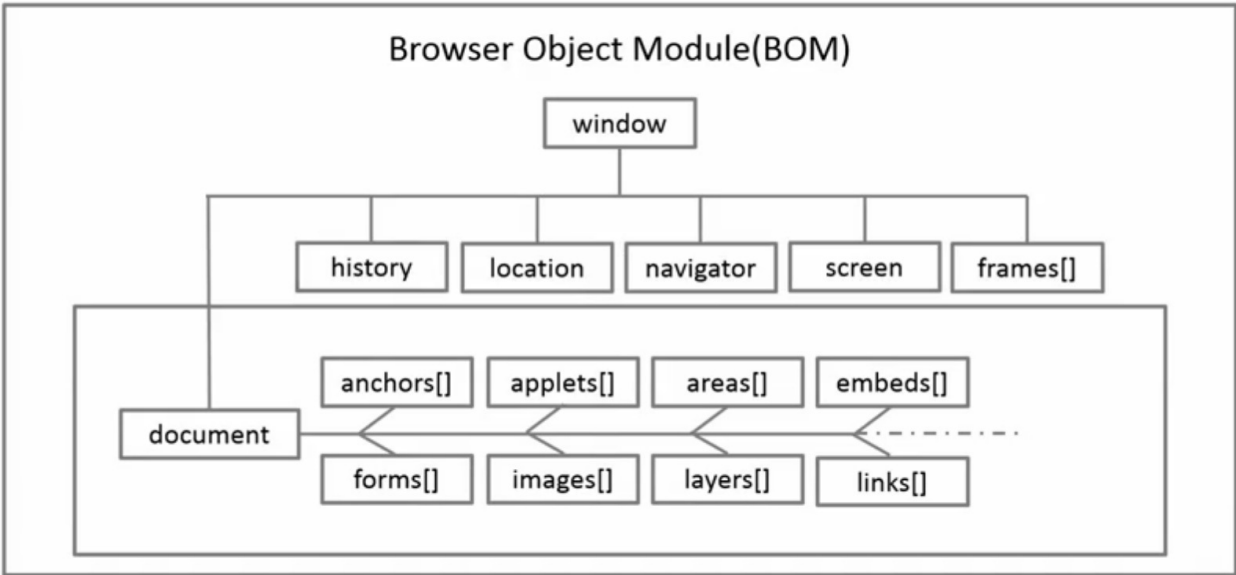 Browser Object Module(BOM)
window
history
location
navigator
screen
frames[]
anchors[]
applets[]
areas[]
embeds[]
document
forms[]
images[]
layers[]
links[]